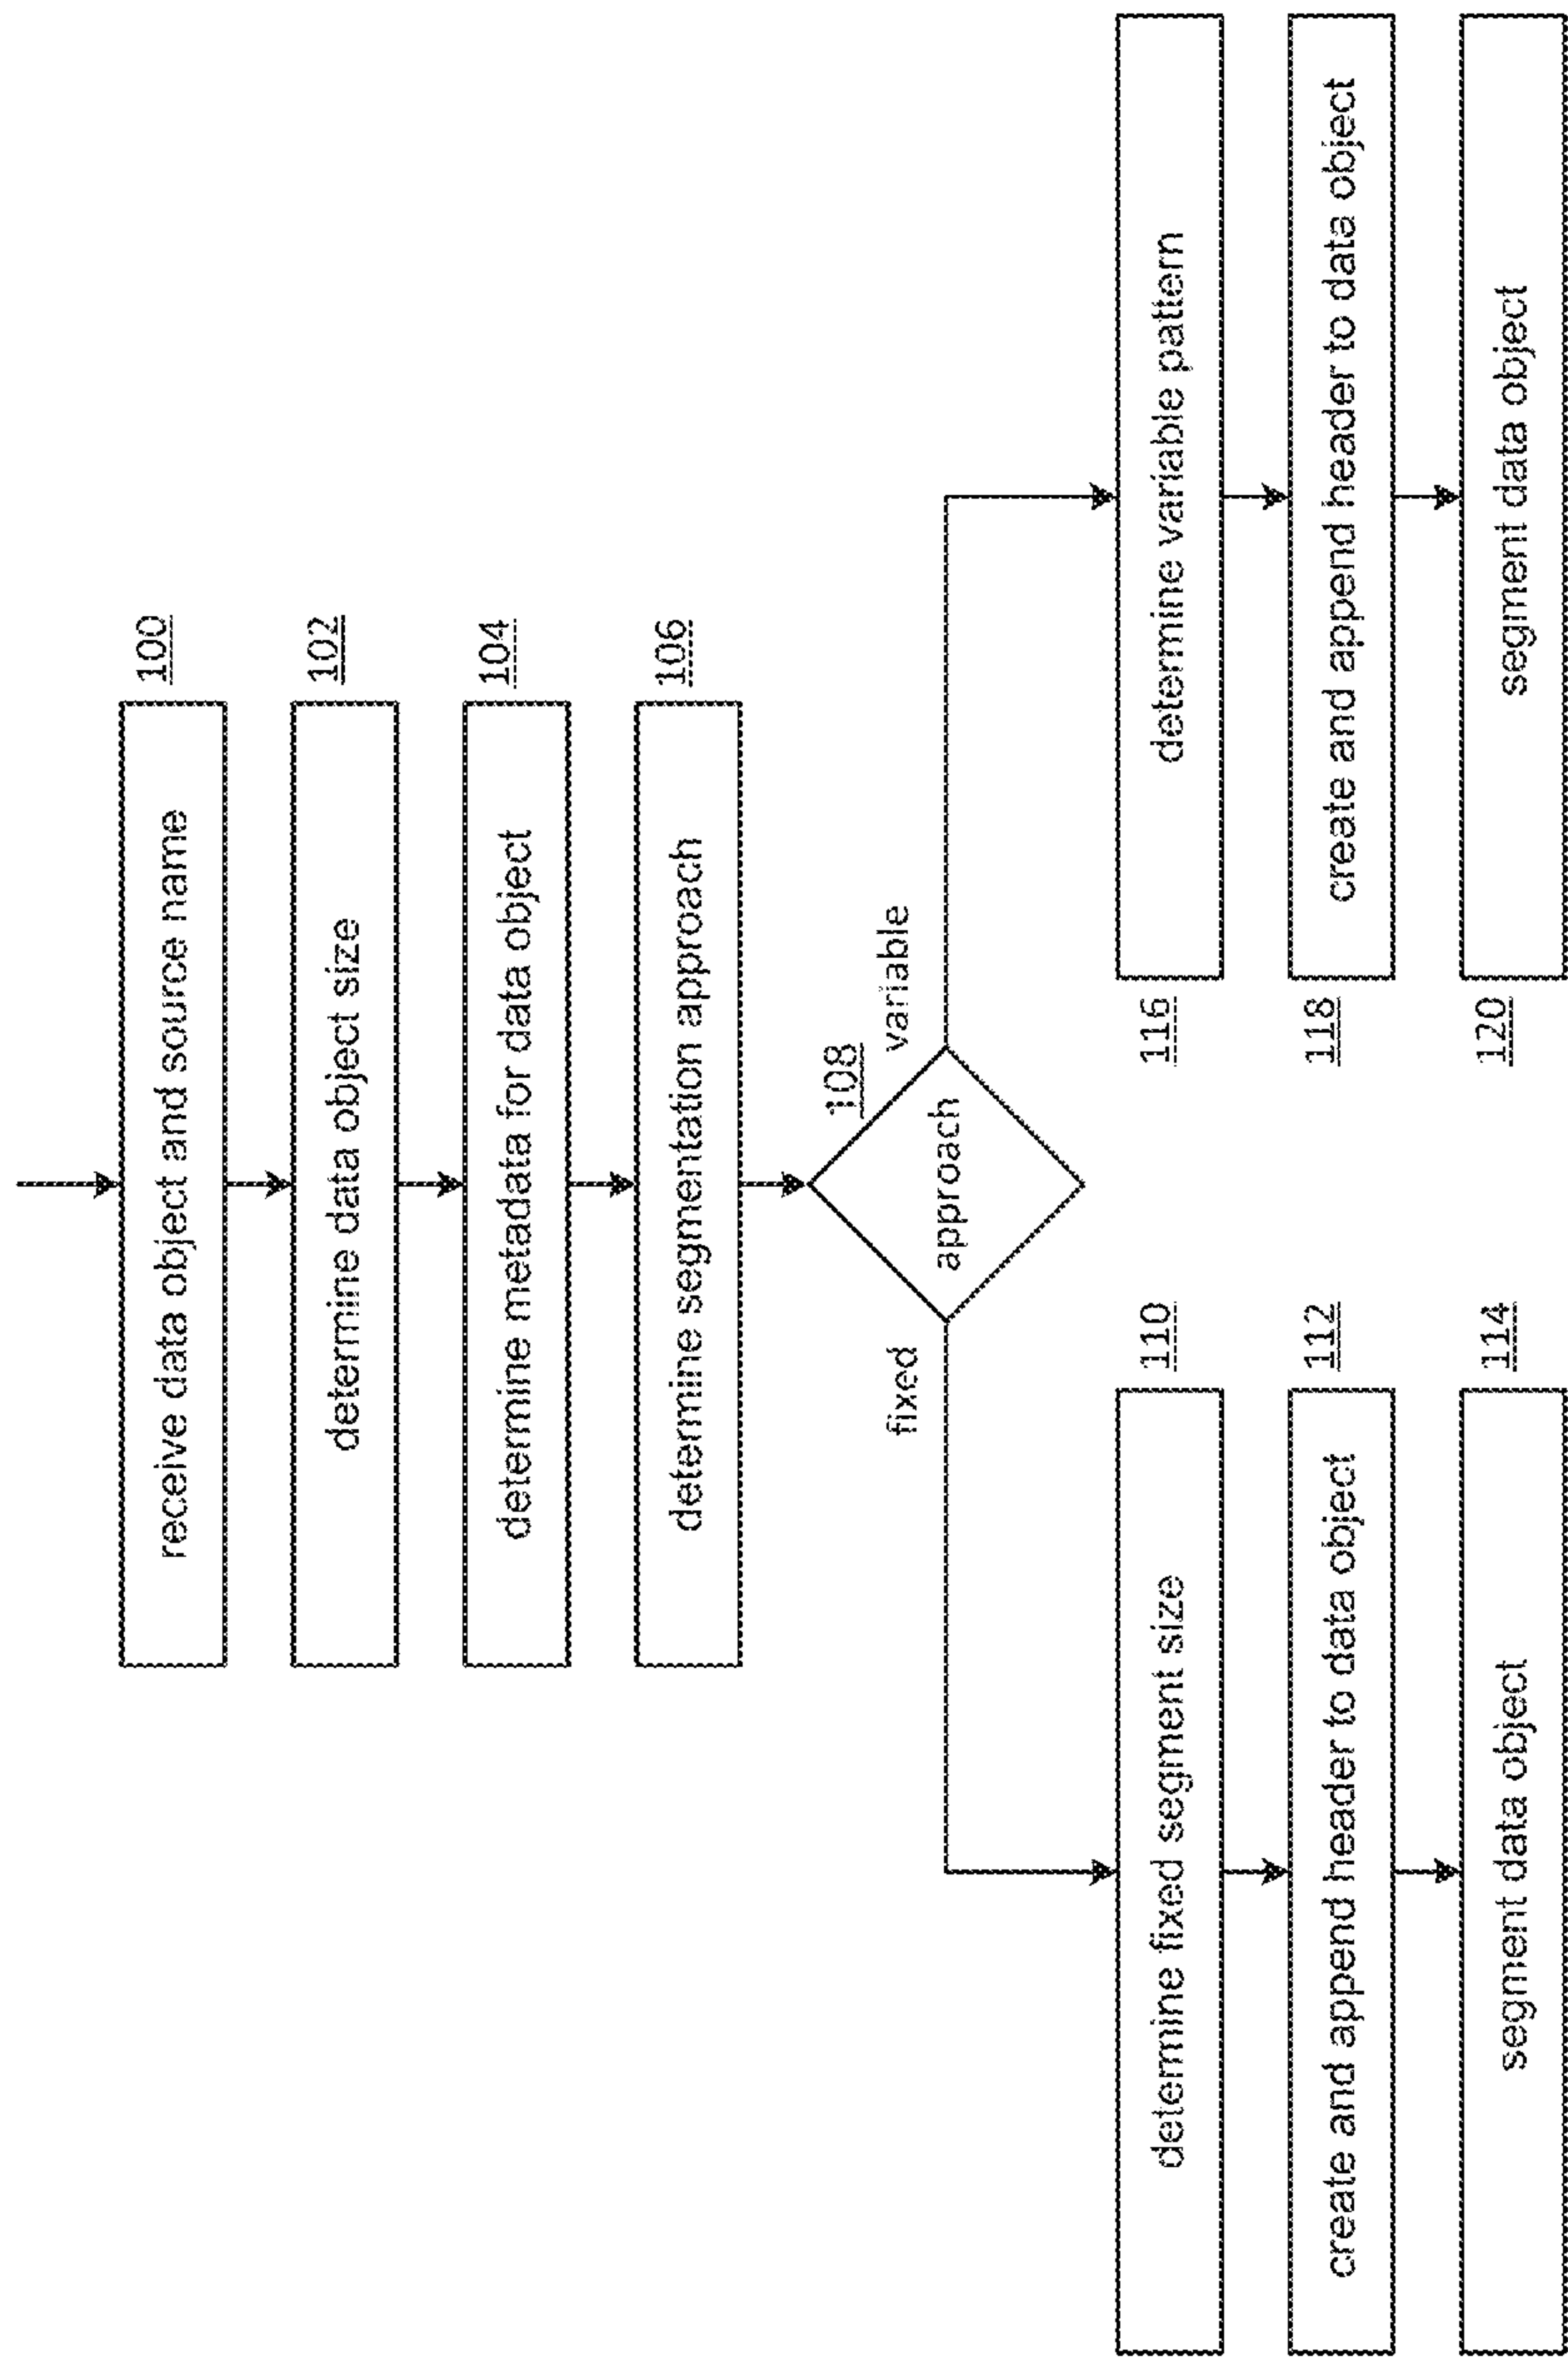 receive data object and source name
100
determine data object size
102
determine metadata for data object
104
determine segmentation approach
106
108
approach
fixed
variable
determine fixed segment size
110
create and append header to data object
112
segment data object
114
116
determine variable pattern
118
create and append header to data object
120
segment data object